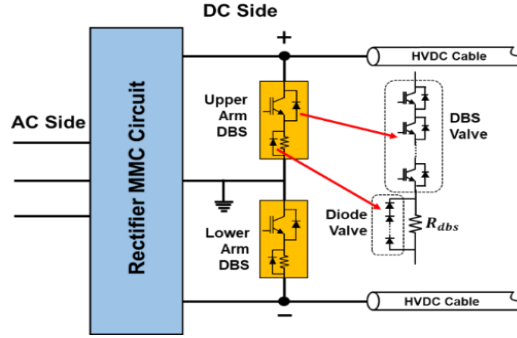 DC Side
+
HVDC Cable
Upper
Arm
DBS
DBS
Valve
AC Side
Rectifier MMC Circuit
Diode
Valve
R_dbs
Lower
Arm
DBS
HVDC Cable
−